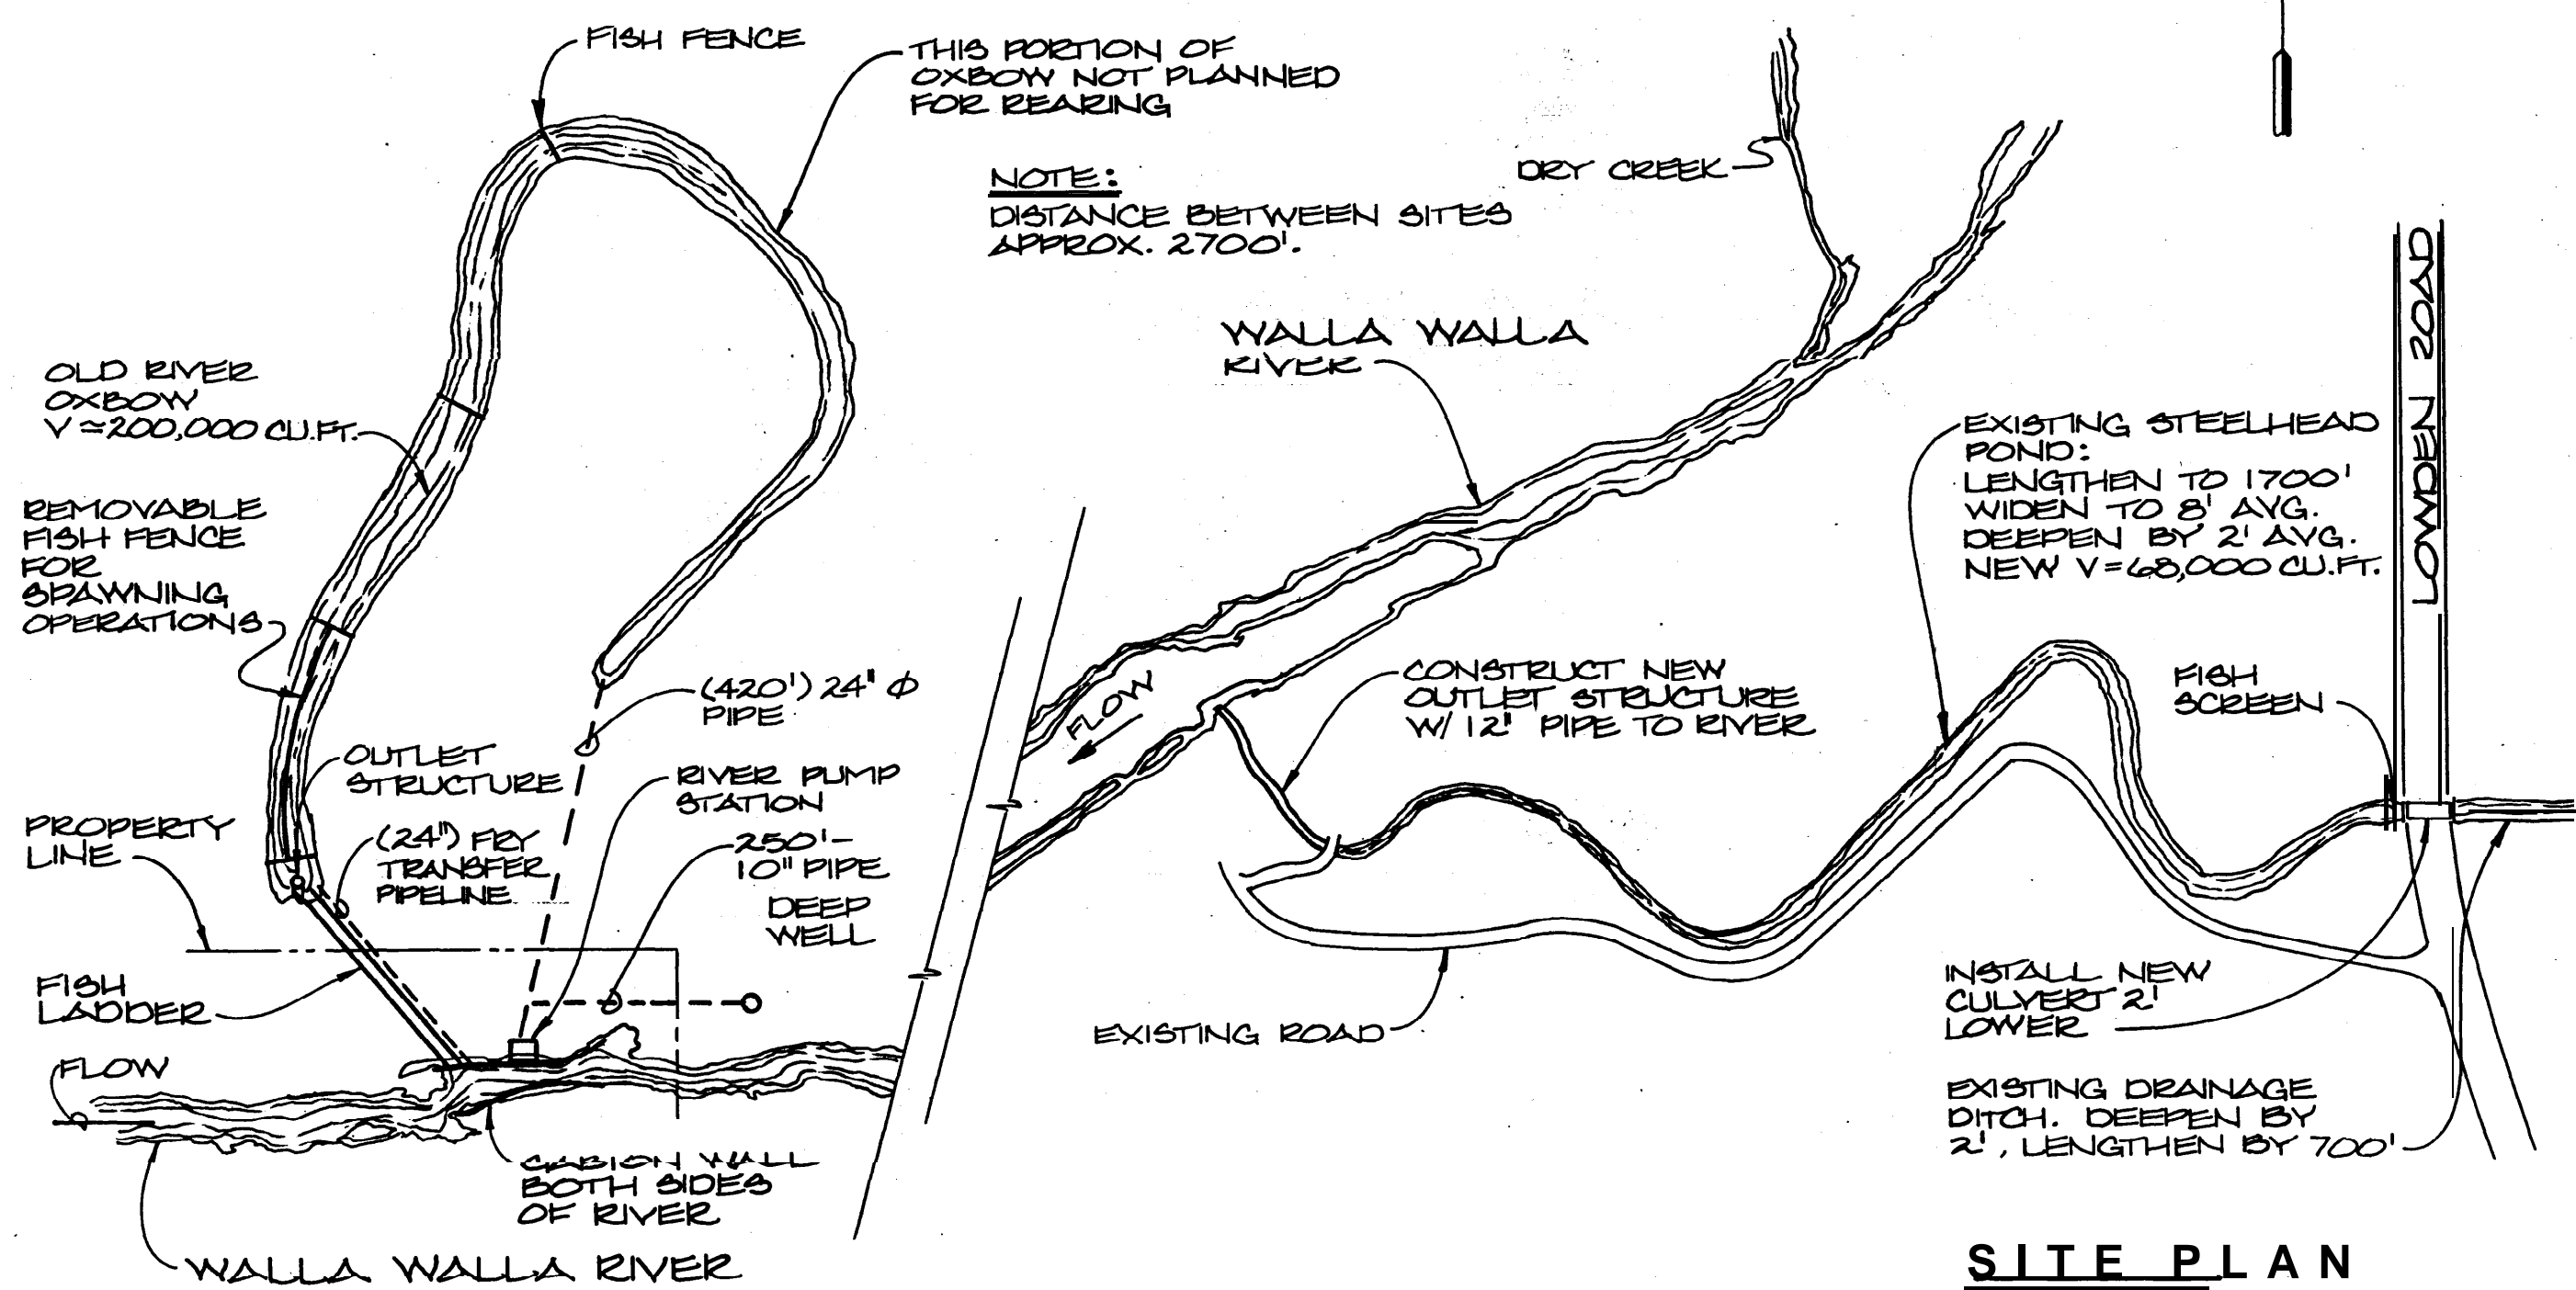 FISH FENCE
THIS PORTION OF
OXBOW NOT PLANNED
FOR REARING
NOTE:
DISTANCE BETWEEN SITES
APPROX. 2700'.
DRY CREEK
WALLA WALLA
RIVER
OLD RIVER
OXBOW
V≃200,000 CU.FT.
REMOVABLE
FISH FENCE
FOR
SPAWNING
OPERATIONS
EXISTING STEELHEAD
POND:
LENGTHEN TO 1700'
WIDEN TO 8' AVG.
DEEPEN BY 2' AVG.
NEW V=68,000 CU.FT.
LOWDEN ROAD
(420') 24" Ø
PIPE
FLOW
CONSTRUCT NEW
OUTLET STRUCTURE
W/ 12" PIPE TO RIVER
FISH
SCREEN
OUTLET
STRUCTURE
RIVER PUMP
STATION
PROPERTY
LINE
(24") FRY
TRANSFER
PIPELINE
250'-
10" PIPE
DEEP
WELL
FISH
LADDER
EXISTING ROAD
INSTALL NEW
CULVERT 2'
LOWER
FLOW
EXISTING DRAINAGE
DITCH. DEEPEN BY
2', LENGTHEN BY 700'
GABION WALL
BOTH SIDES
OF RIVER
WALLA WALLA RIVER
SITE PLAN